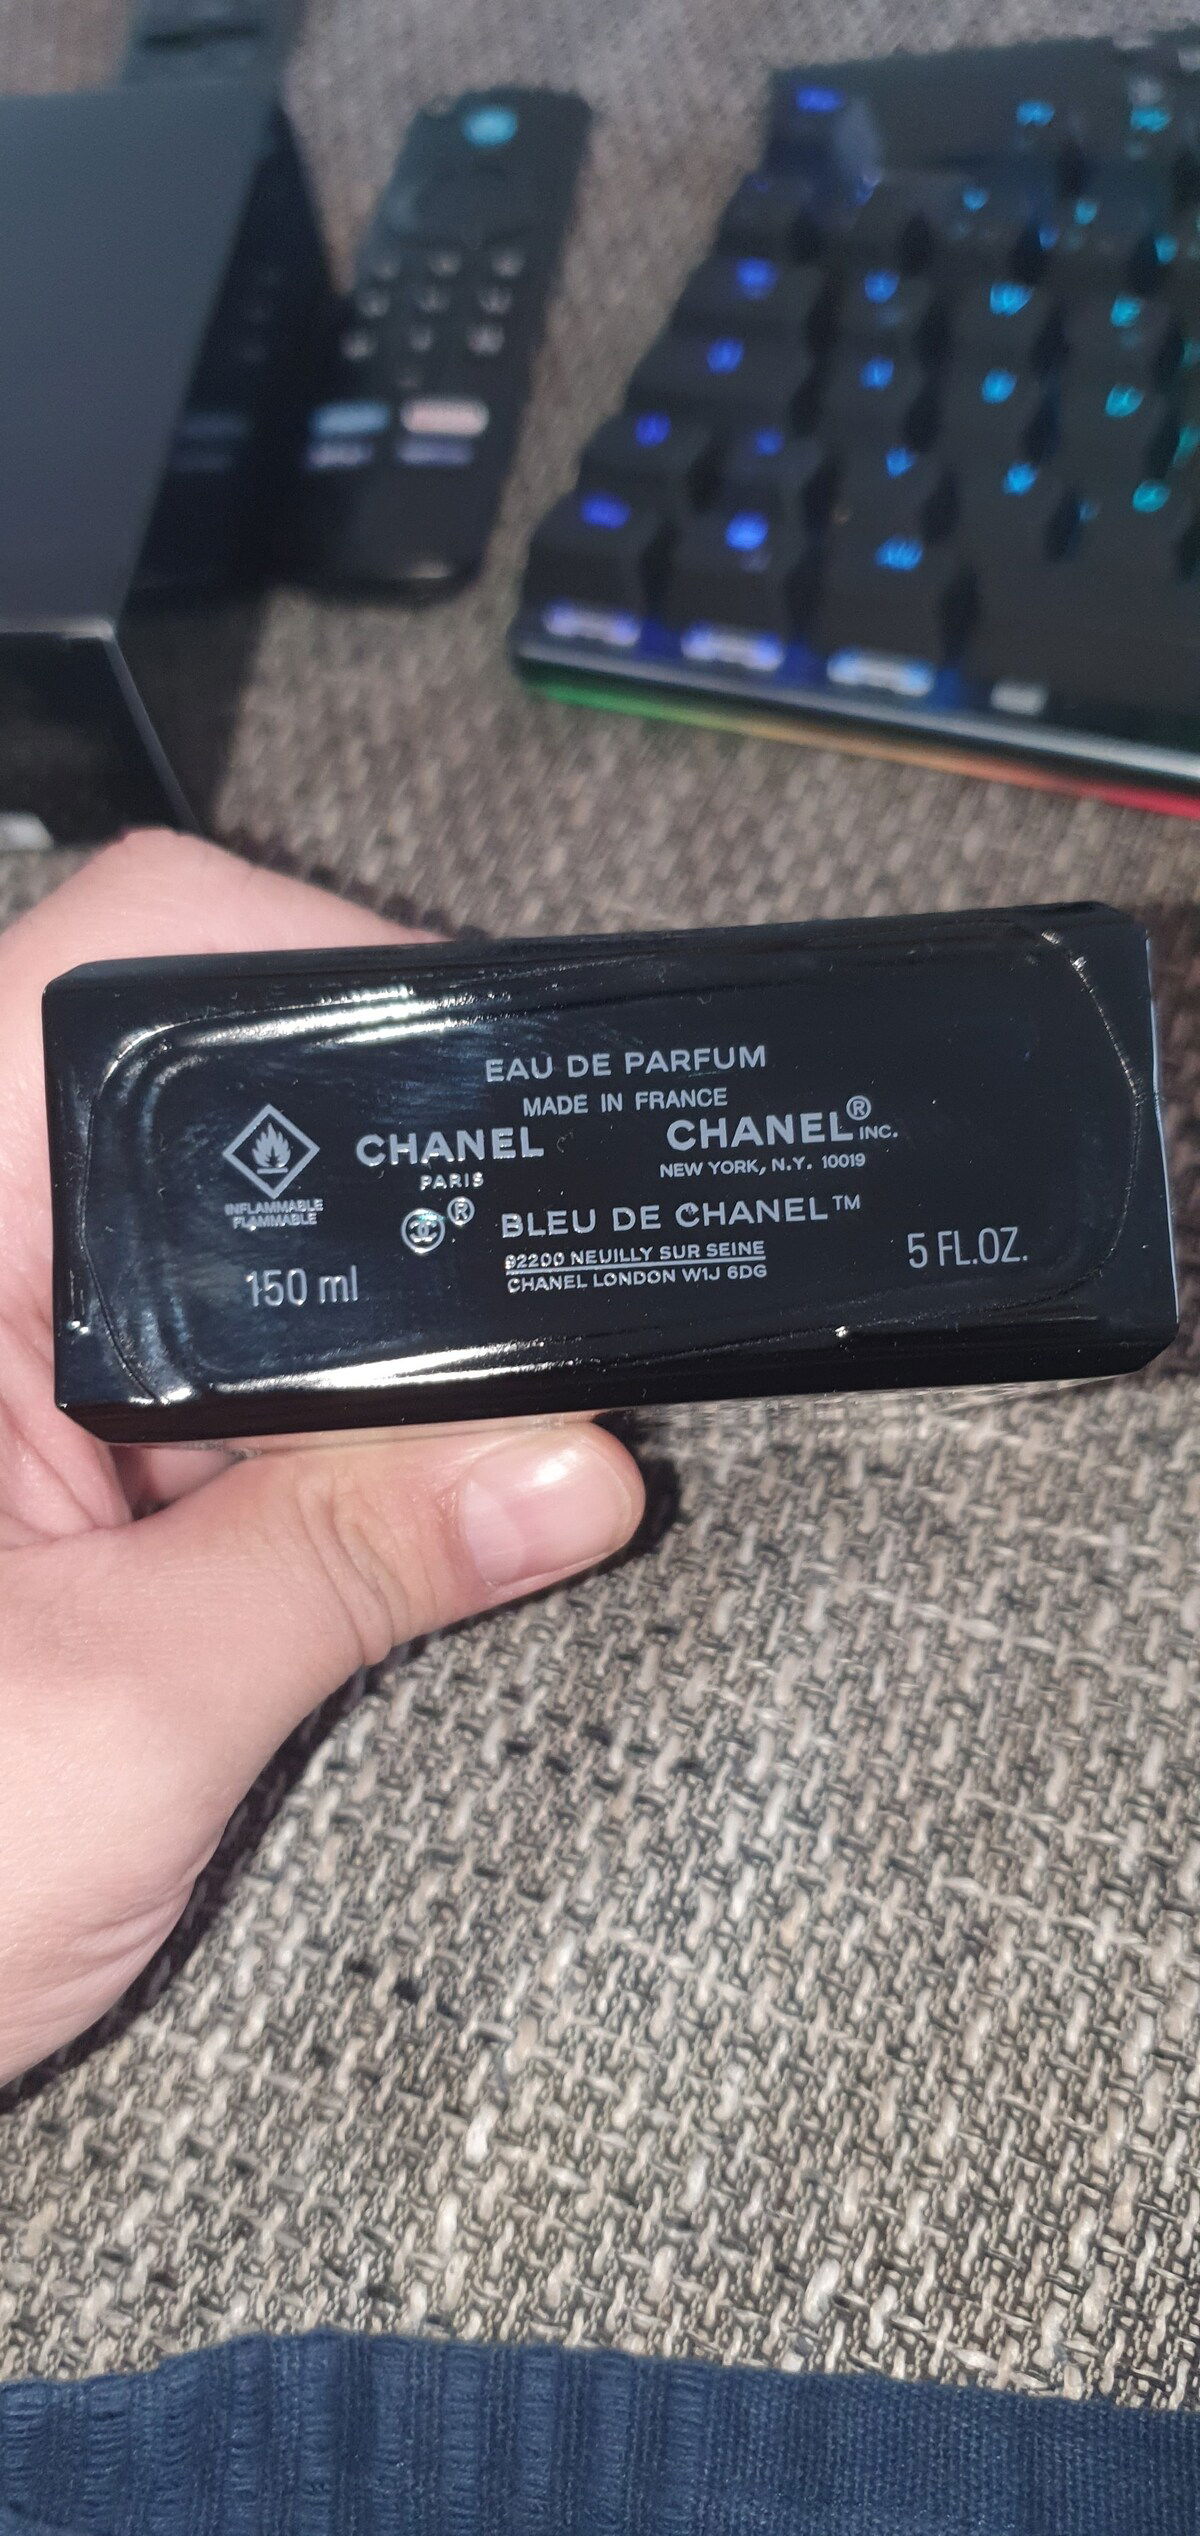 EAU DE PARFUM
MADE IN FRANCE
CHANEL
PARIS
CHANEL® INC.
NEW YORK, N.Y. 10019
INFLAMMABLE
FLAMMABLE
®
BLEU DE CHANEL™
92200 NEUILLY SUR SEINE
CHANEL LONDON W1J 6DG
150 ml
5 FL.OZ.